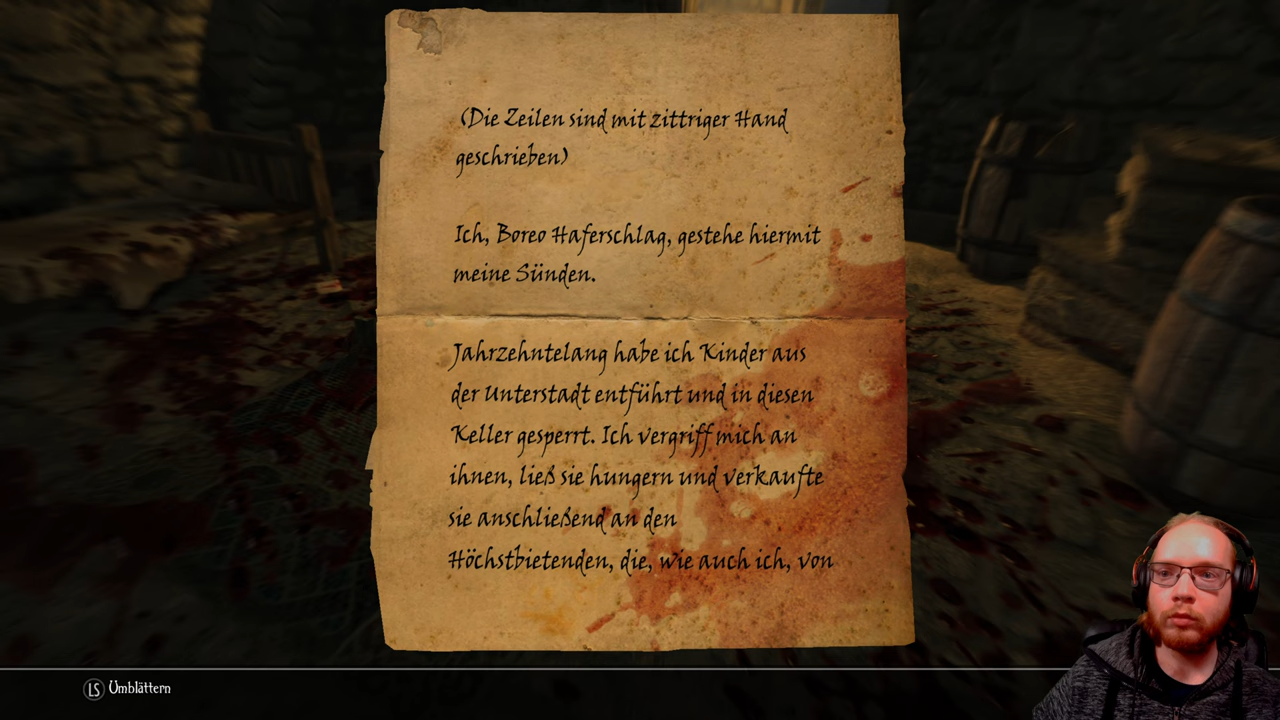 (Die Zeilen sind mit zittriger Hand
geschrieben)
Ich, Boreo Haferschlag, gestehe hiermit
meine Sünden.
Jahrzehntelang habe ich Kinder aus
der Unterstadt entführt und in diesen
Keller gesperrt. Ich vergriff mich an
ihnen, ließ sie hungern und verkaufte
sie anschließend an den
Höchstbietenden, die, wie auch ich, von
LS Umblättern